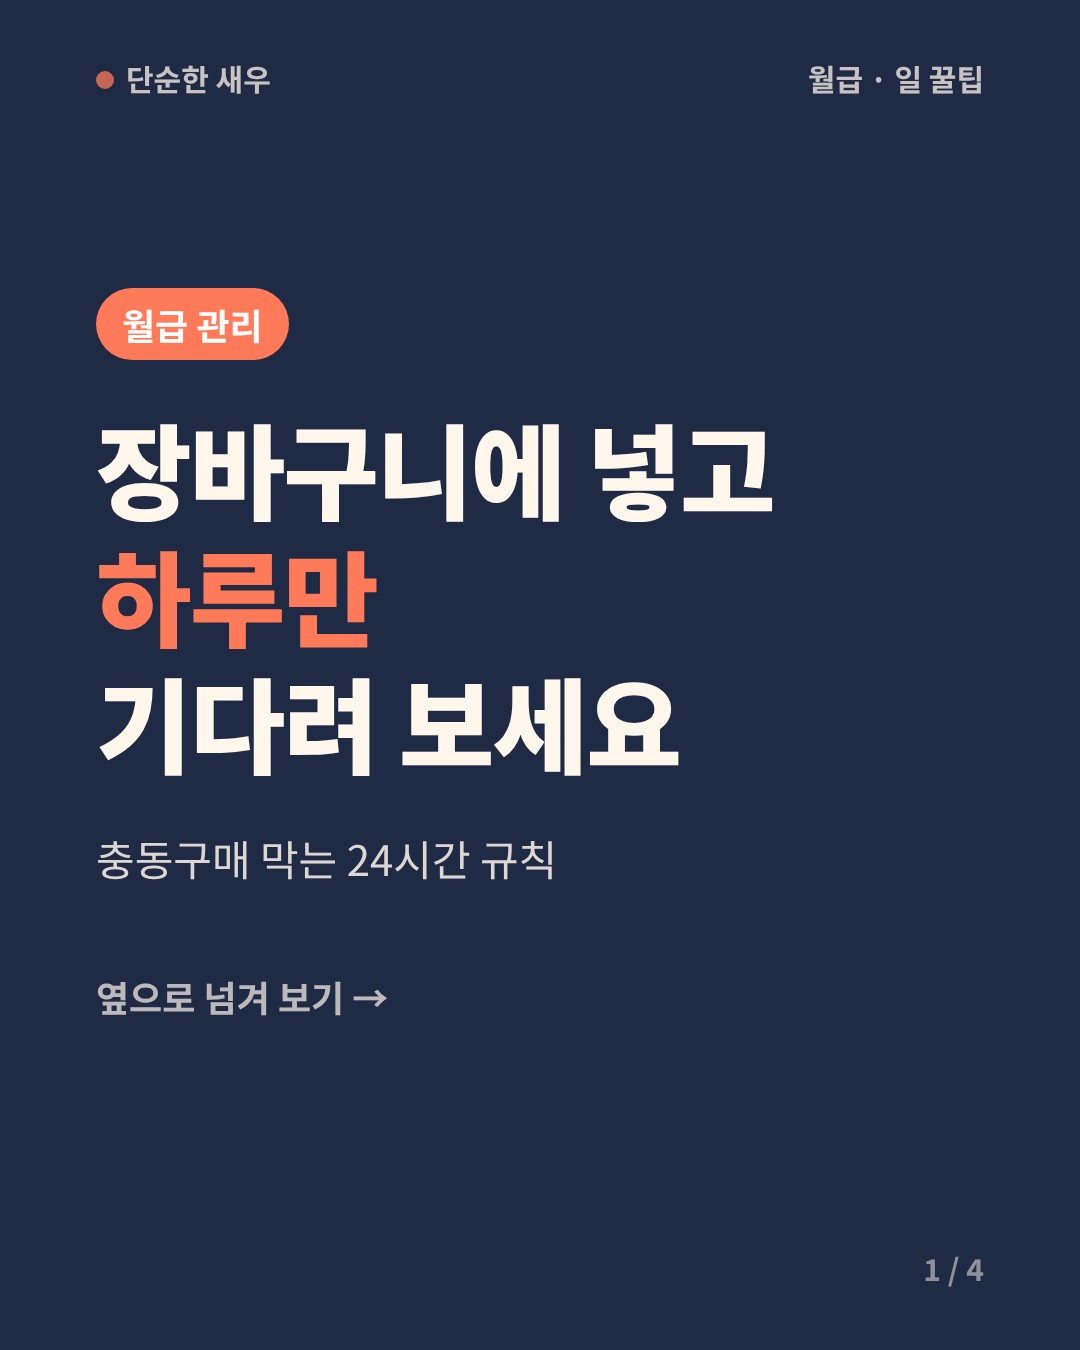 단순한 새우
월급 · 일 꿀팁
월급 관리
장바구니에 넣고
하루만
기다려 보세요
충동구매 막는 24시간 규칙
옆으로 넘겨 보기 →
1 / 4